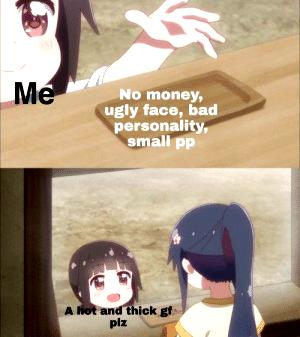 Me
No money,
ugly face, bad
personality,
small pp
A hot and thick gf
plz